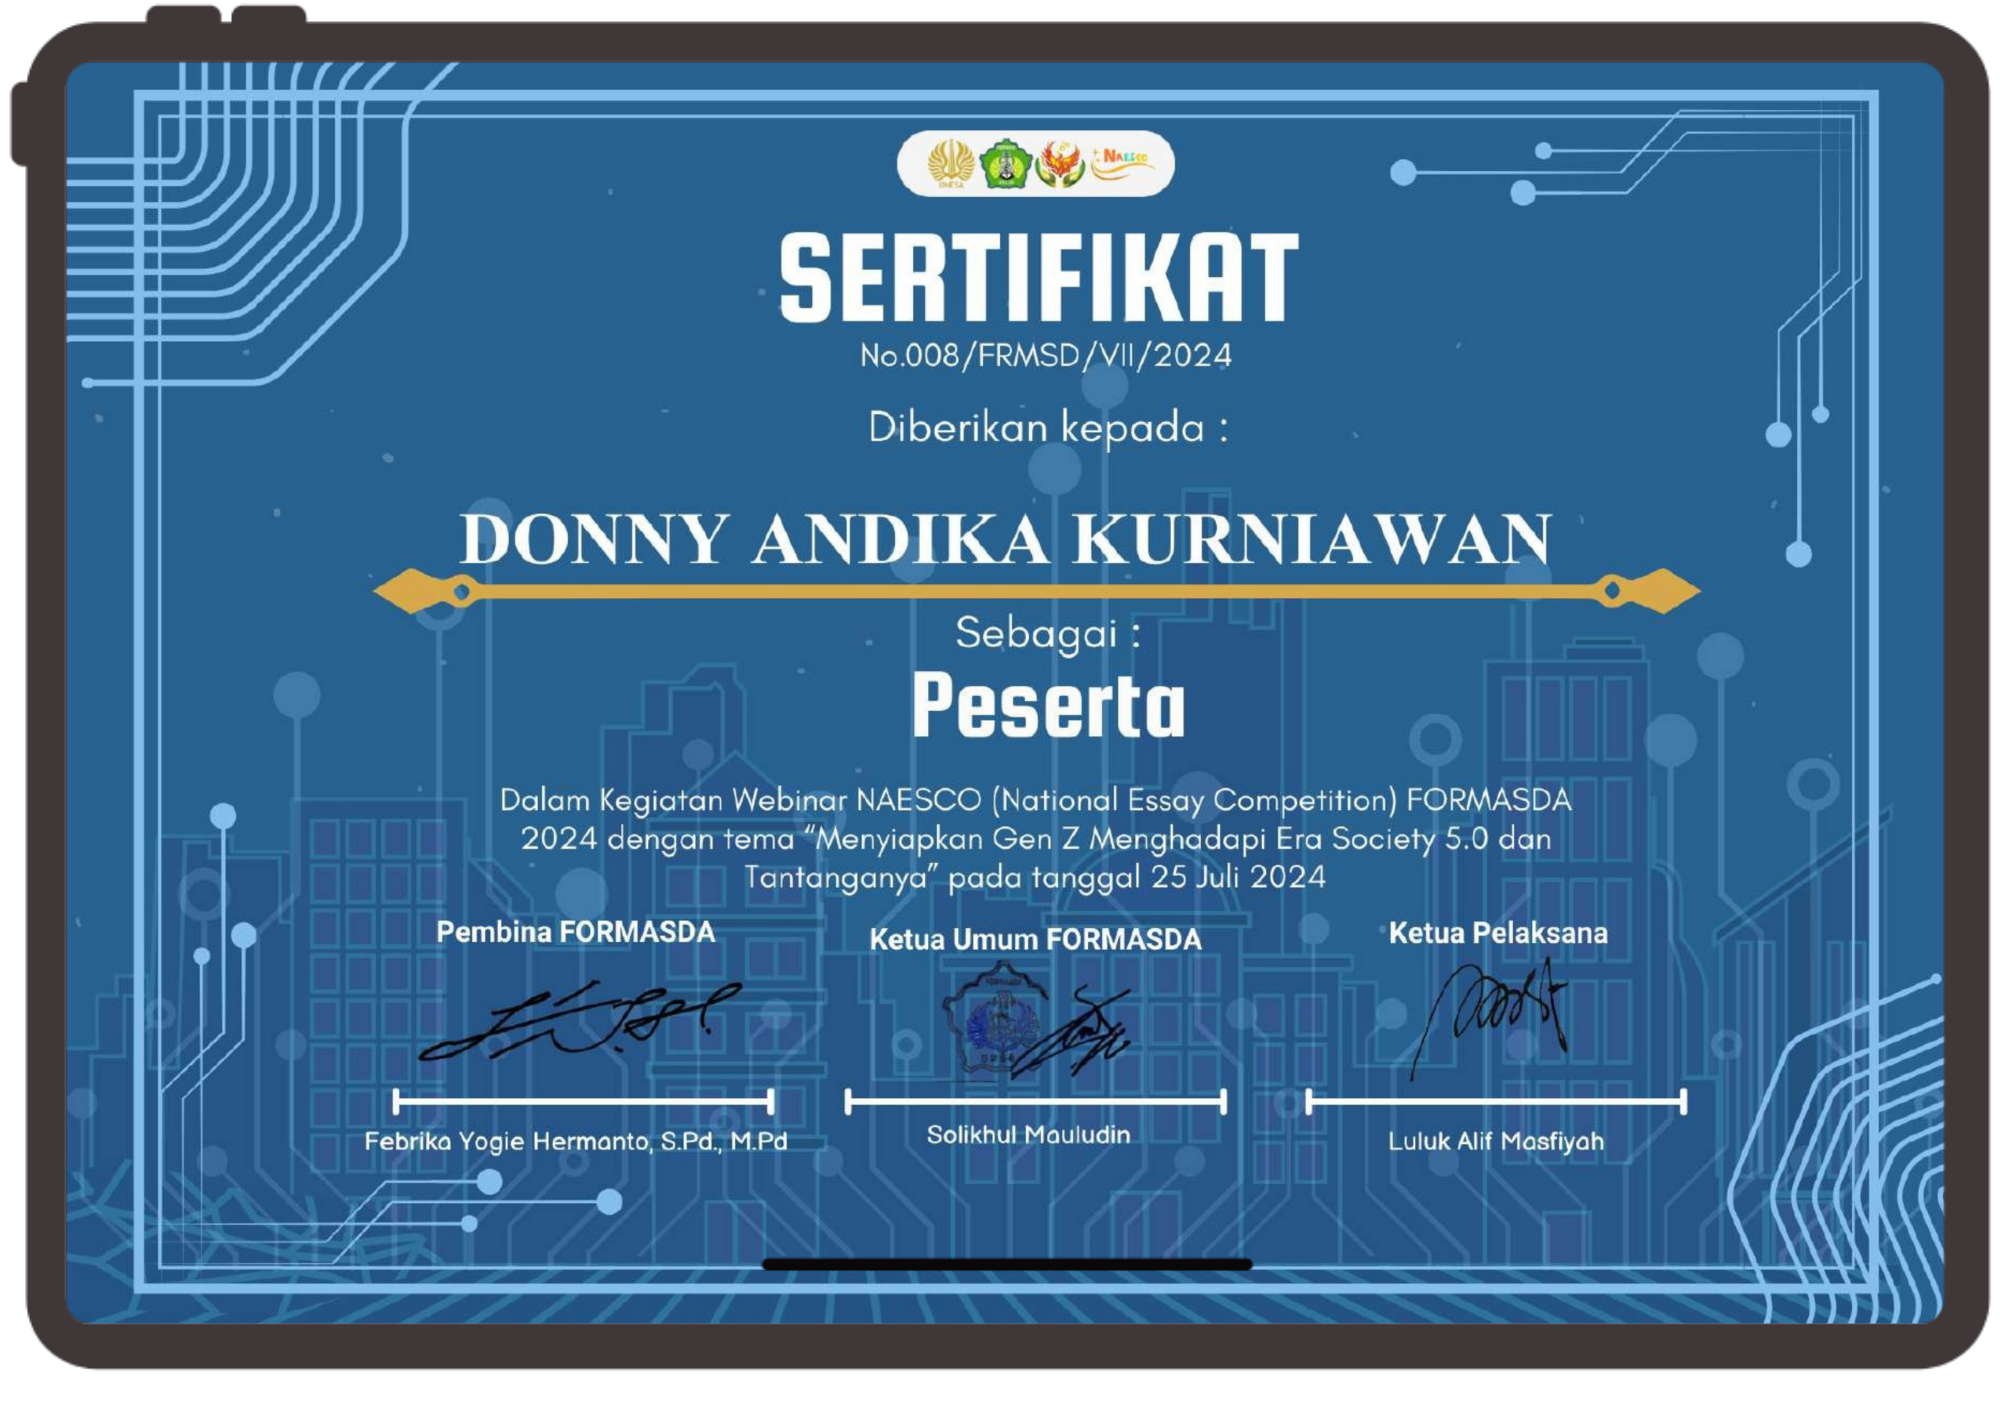 UNESA
NAESCO
SERTIFIKAT
No.008/FRMSD/VII/2024
Diberikan kepada :
DONNY ANDIKA KURNIAWAN
Sebagai :
Peserta
Dalam Kegiatan Webinar NAESCO (National Essay Competition) FORMASDA
2024 dengan tema “Menyiapkan Gen Z Menghadapi Era Society 5.0 dan
Tantanganya” pada tanggal 25 Juli 2024
Pembina FORMASDA
Ketua Umum FORMASDA
Ketua Pelaksana
Febrika Yogie Hermanto, S.Pd., M.Pd
Solikhul Mauludin
Luluk Alif Masfiyah